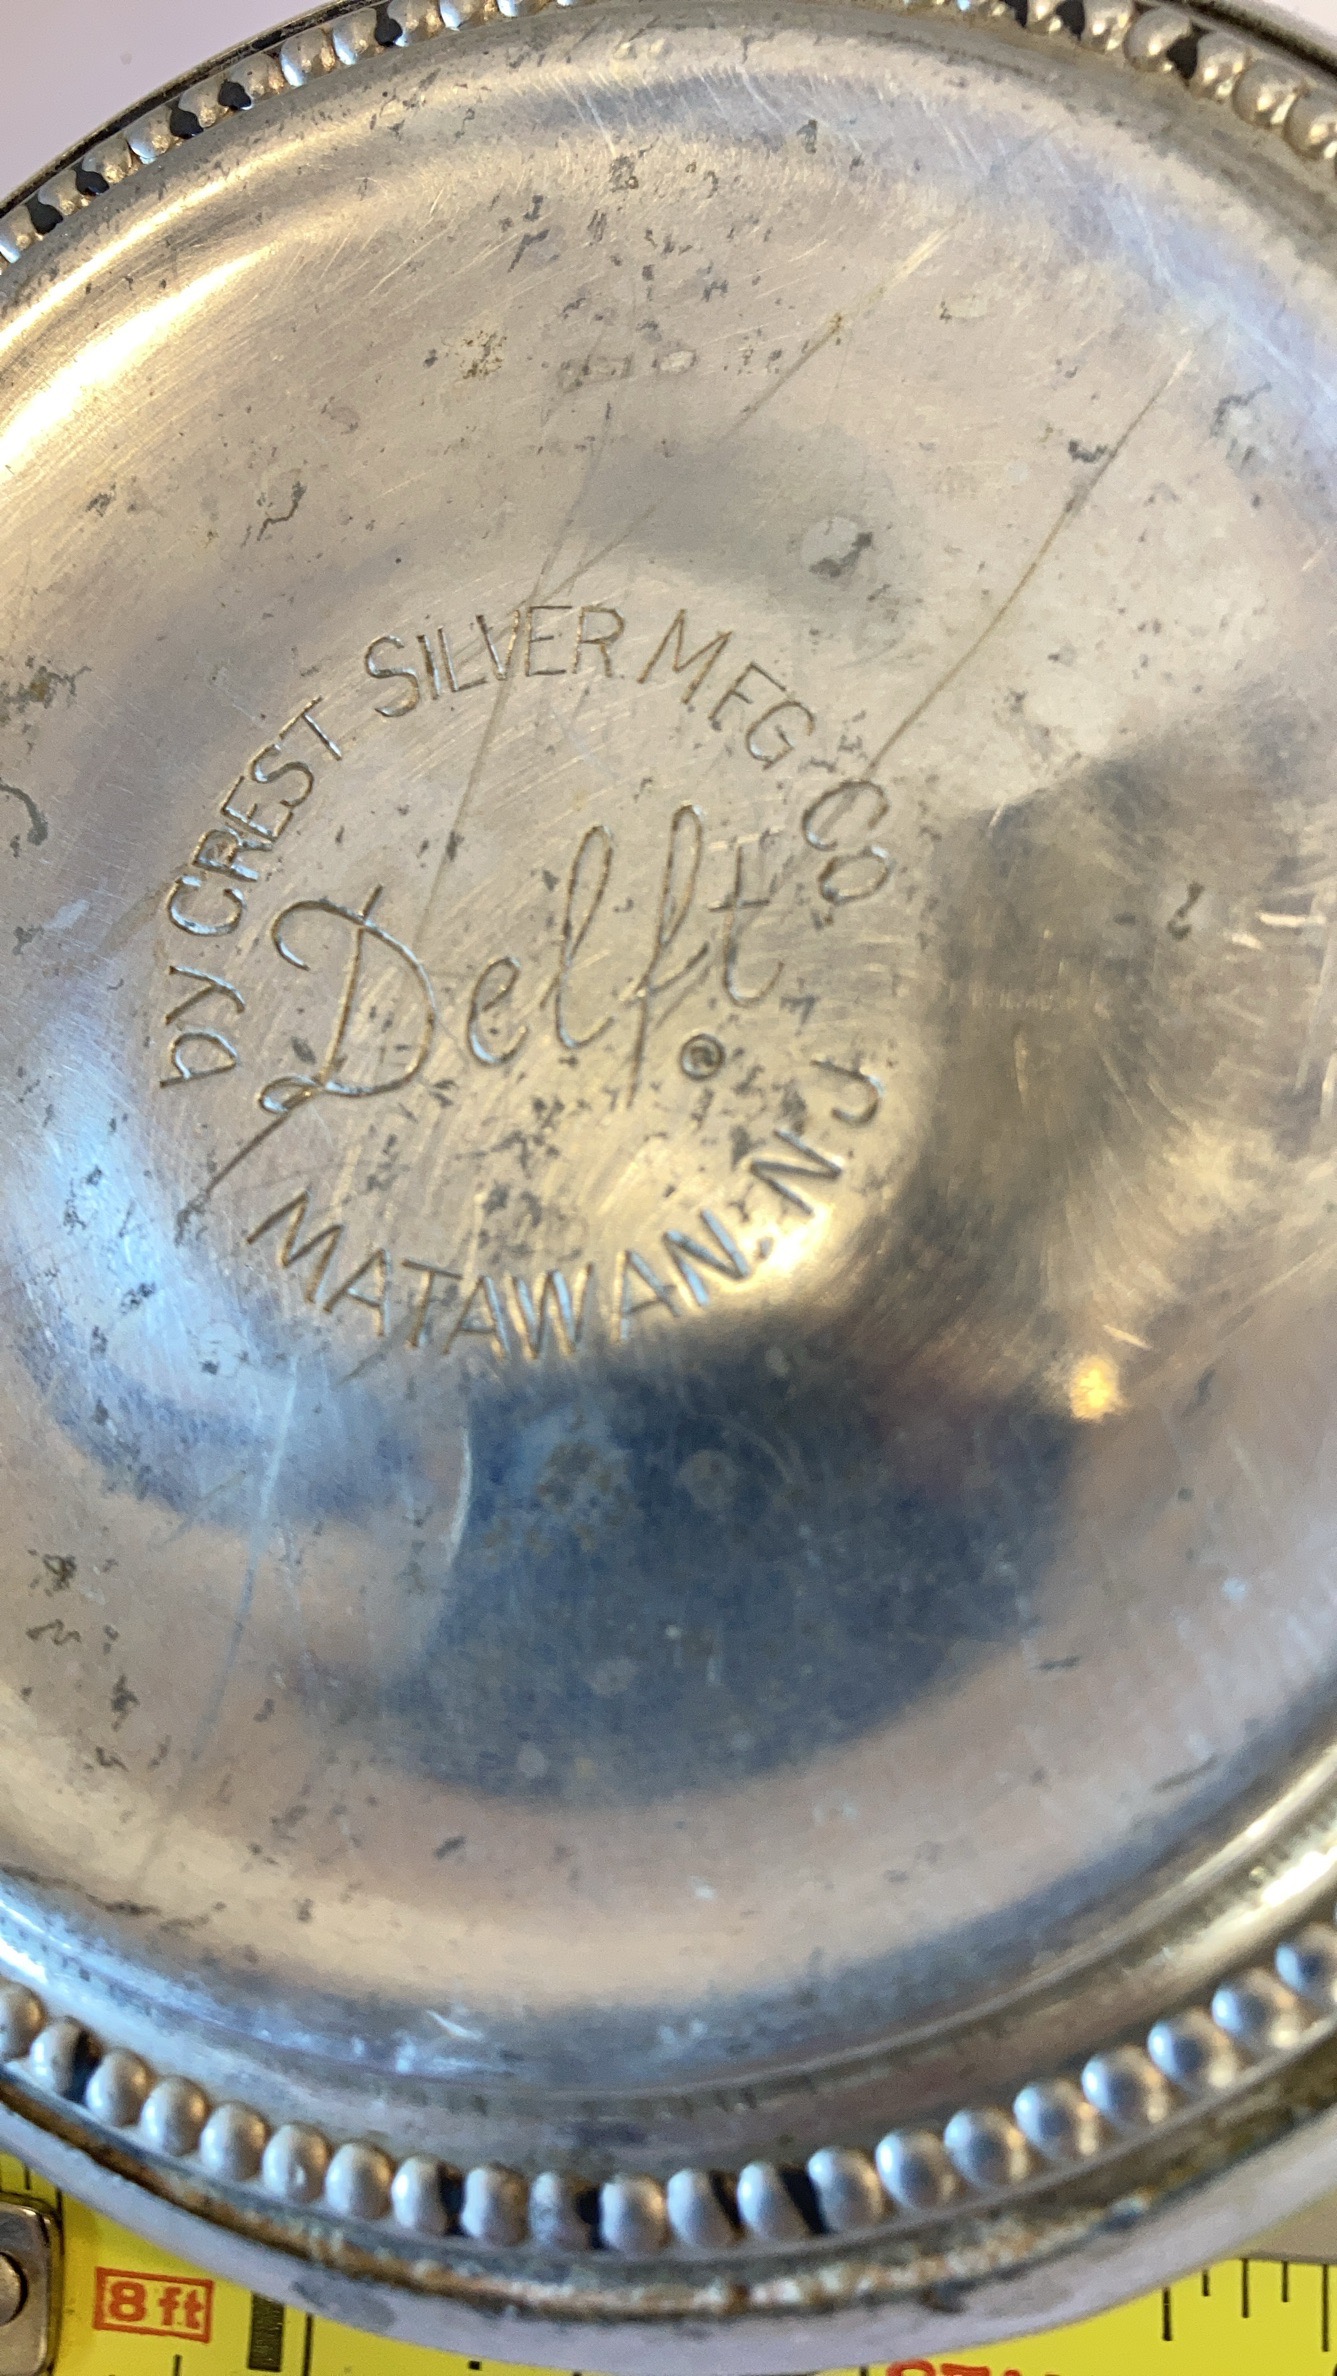 by CREST SILVER MFG CO
Delft ®
MATAWAN. N.J
8 ft